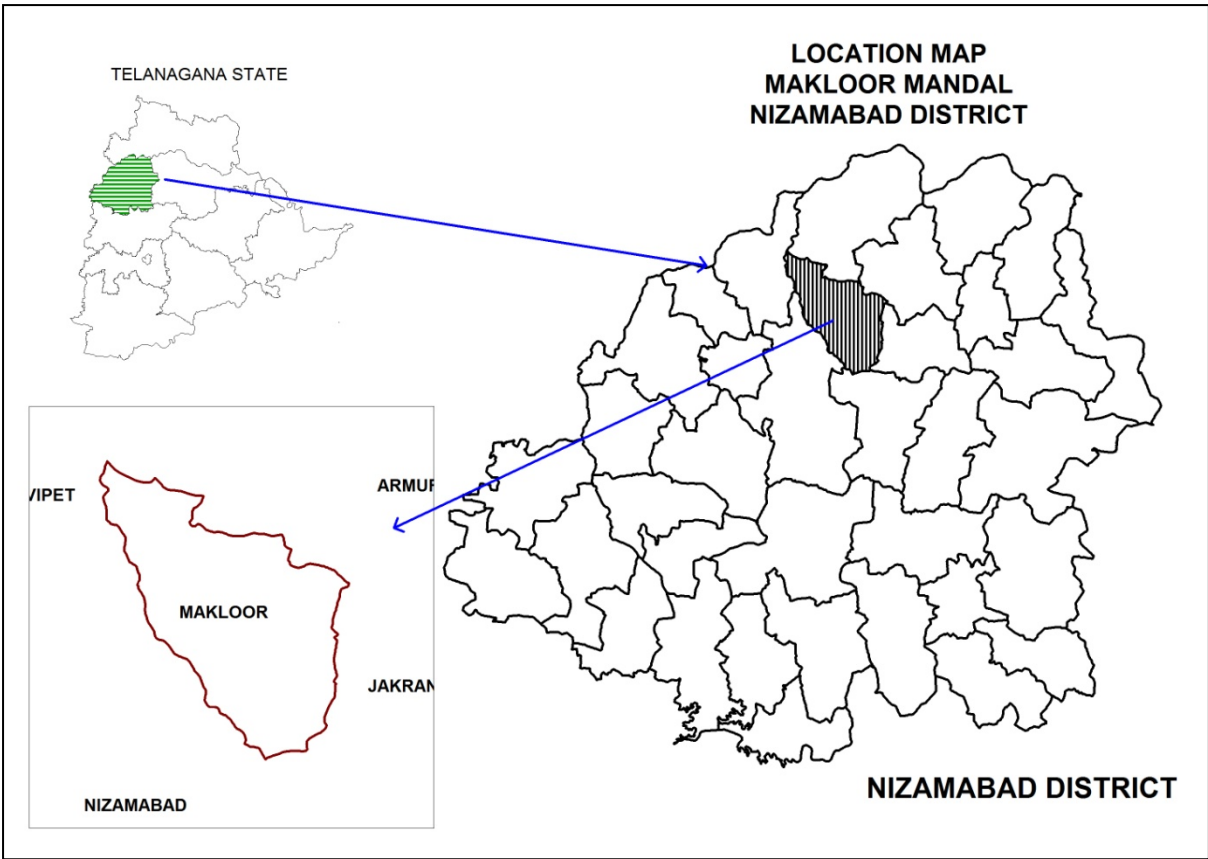 TELANAGANA STATE
LOCATION MAP
MAKLOOR MANDAL
NIZAMABAD DISTRICT
VIPET
ARMUR
MAKLOOR
JAKRAN
NIZAMABAD
NIZAMABAD DISTRICT